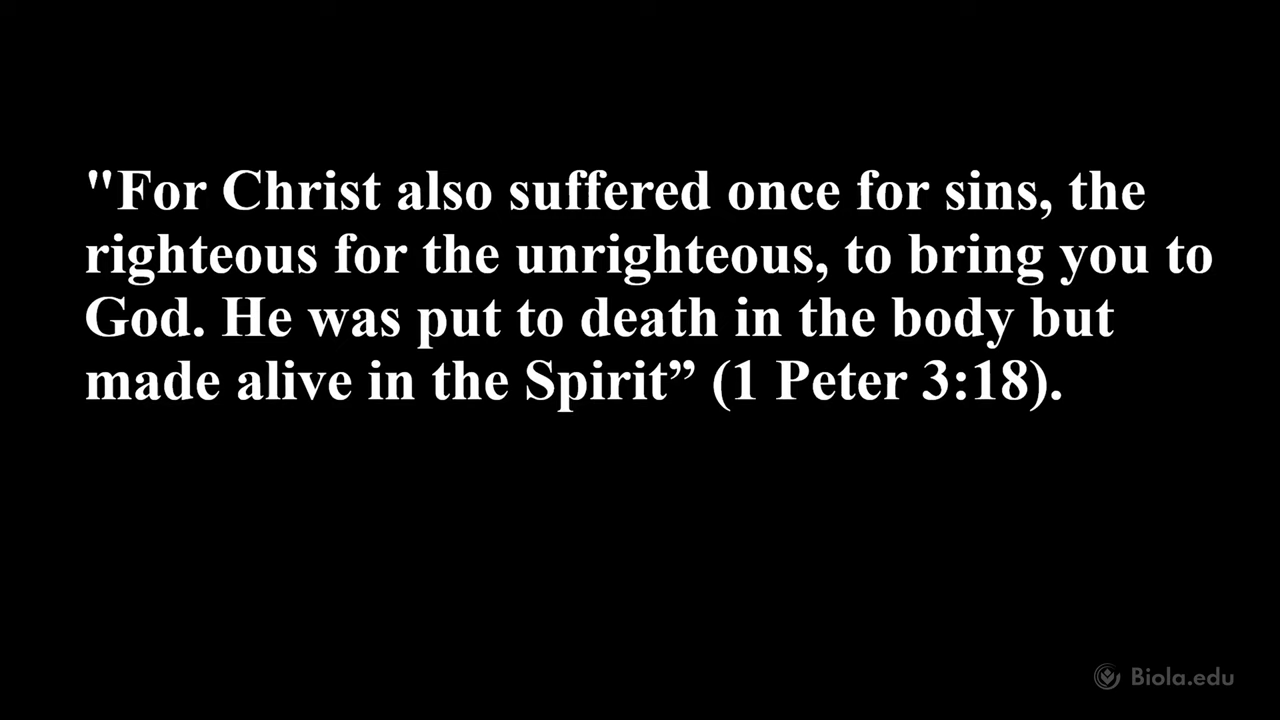 "For Christ also suffered once for sins, the
righteous for the unrighteous, to bring you to
God. He was put to death in the body but
made alive in the Spirit” (1 Peter 3:18).
Biola.edu